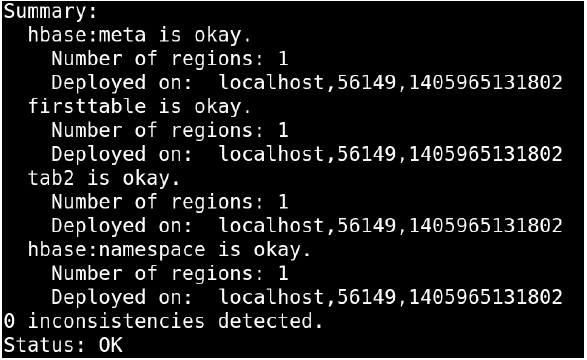 Summary:
  hbase:meta is okay.
    Number of regions: 1
    Deployed on:  localhost,56149,1405965131802
  firsttable is okay.
    Number of regions: 1
    Deployed on:  localhost,56149,1405965131802
  tab2 is okay.
    Number of regions: 1
    Deployed on:  localhost,56149,1405965131802
  hbase:namespace is okay.
    Number of regions: 1
    Deployed on:  localhost,56149,1405965131802
0 inconsistencies detected.
Status: OK